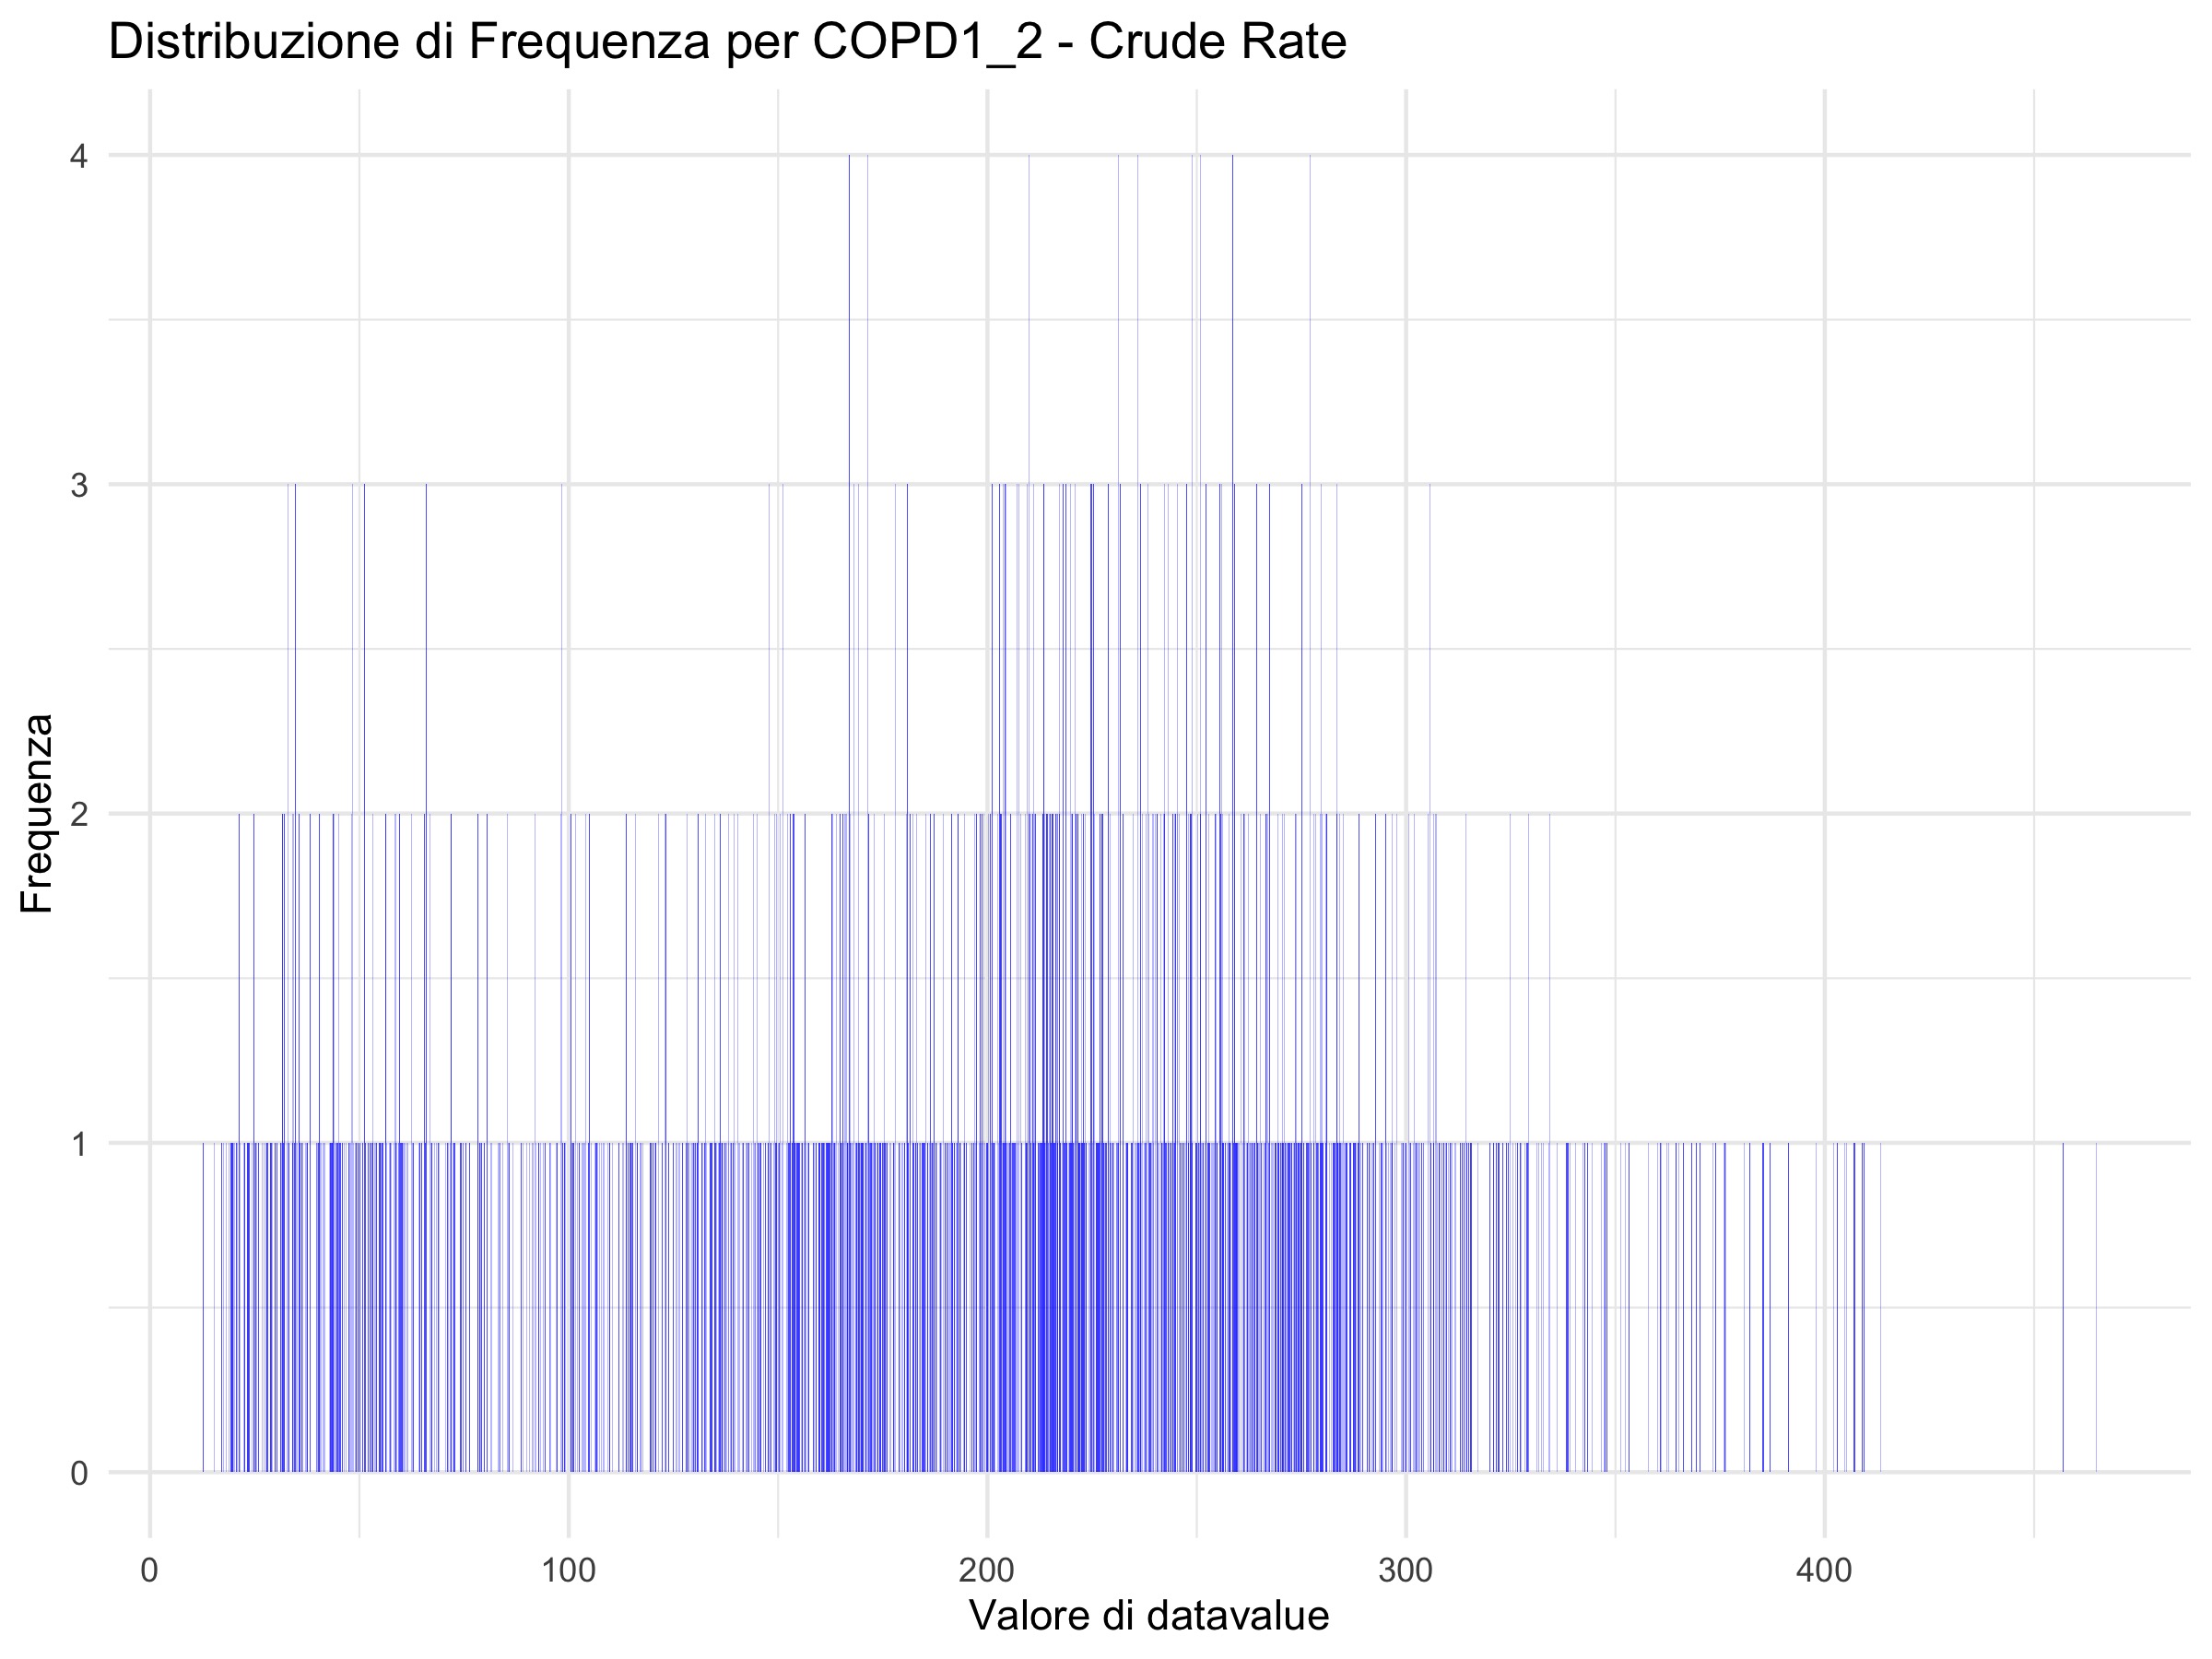 Distribuzione di Frequenza per COPD1_2 - Crude Rate
4
3
2
1
0
Frequenza
0 100 200 300 400
Valore di datavalue